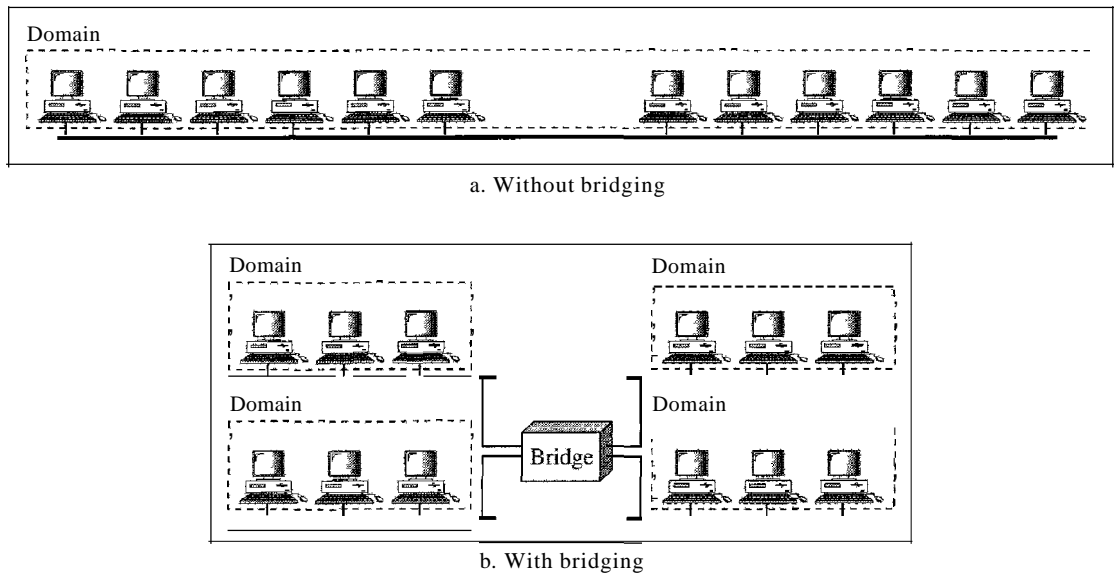 Domain
a. Without bridging
Domain
Domain
Domain
Domain
Bridge
b. With bridging